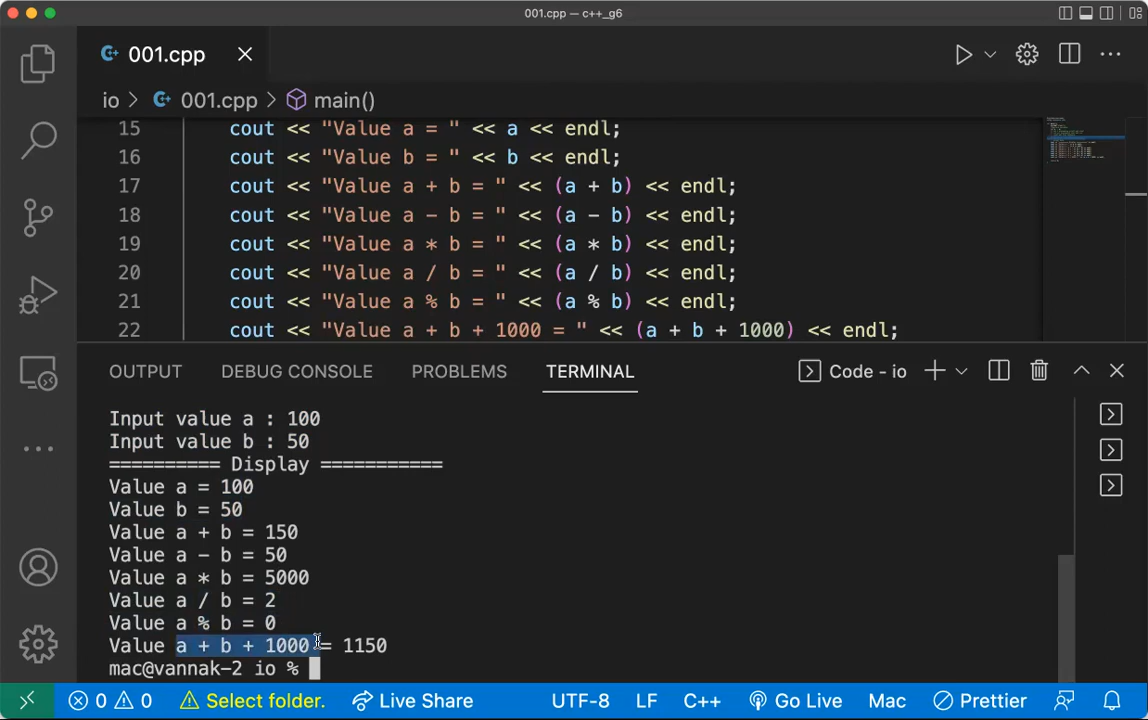 001.cpp — c++_g6
001.cpp
io > 001.cpp > main()
15 cout << "Value a = " << a << endl;
16 cout << "Value b = " << b << endl;
17 cout << "Value a + b = " << (a + b) << endl;
18 cout << "Value a - b = " << (a - b) << endl;
19 cout << "Value a * b = " << (a * b) << endl;
20 cout << "Value a / b = " << (a / b) << endl;
21 cout << "Value a % b = " << (a % b) << endl;
22 cout << "Value a + b + 1000 = " << (a + b + 1000) << endl;
OUTPUT DEBUG CONSOLE PROBLEMS TERMINAL Code - io
Input value a : 100
Input value b : 50
========== Display ===========
Value a = 100
Value b = 50
Value a + b = 150
Value a - b = 50
Value a * b = 5000
Value a / b = 2
Value a % b = 0
Value a + b + 1000 = 1150
mac@vannak-2 io %
0 0 Select folder. Live Share UTF-8 LF C++ Go Live Mac Prettier